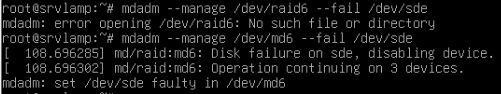 root@srvlamp:~# mdadm --manage /dev/raid6 --fail /dev/sde
mdadm: error opening /dev/raid6: No such file or directory
root@srvlamp:~# mdadm --manage /dev/md6 --fail /dev/sde
[  108.696285] md/raid:md6: Disk failure on sde, disabling device.
[  108.696302] md/raid:md6: Operation continuing on 3 devices.
mdadm: set /dev/sde faulty in /dev/md6